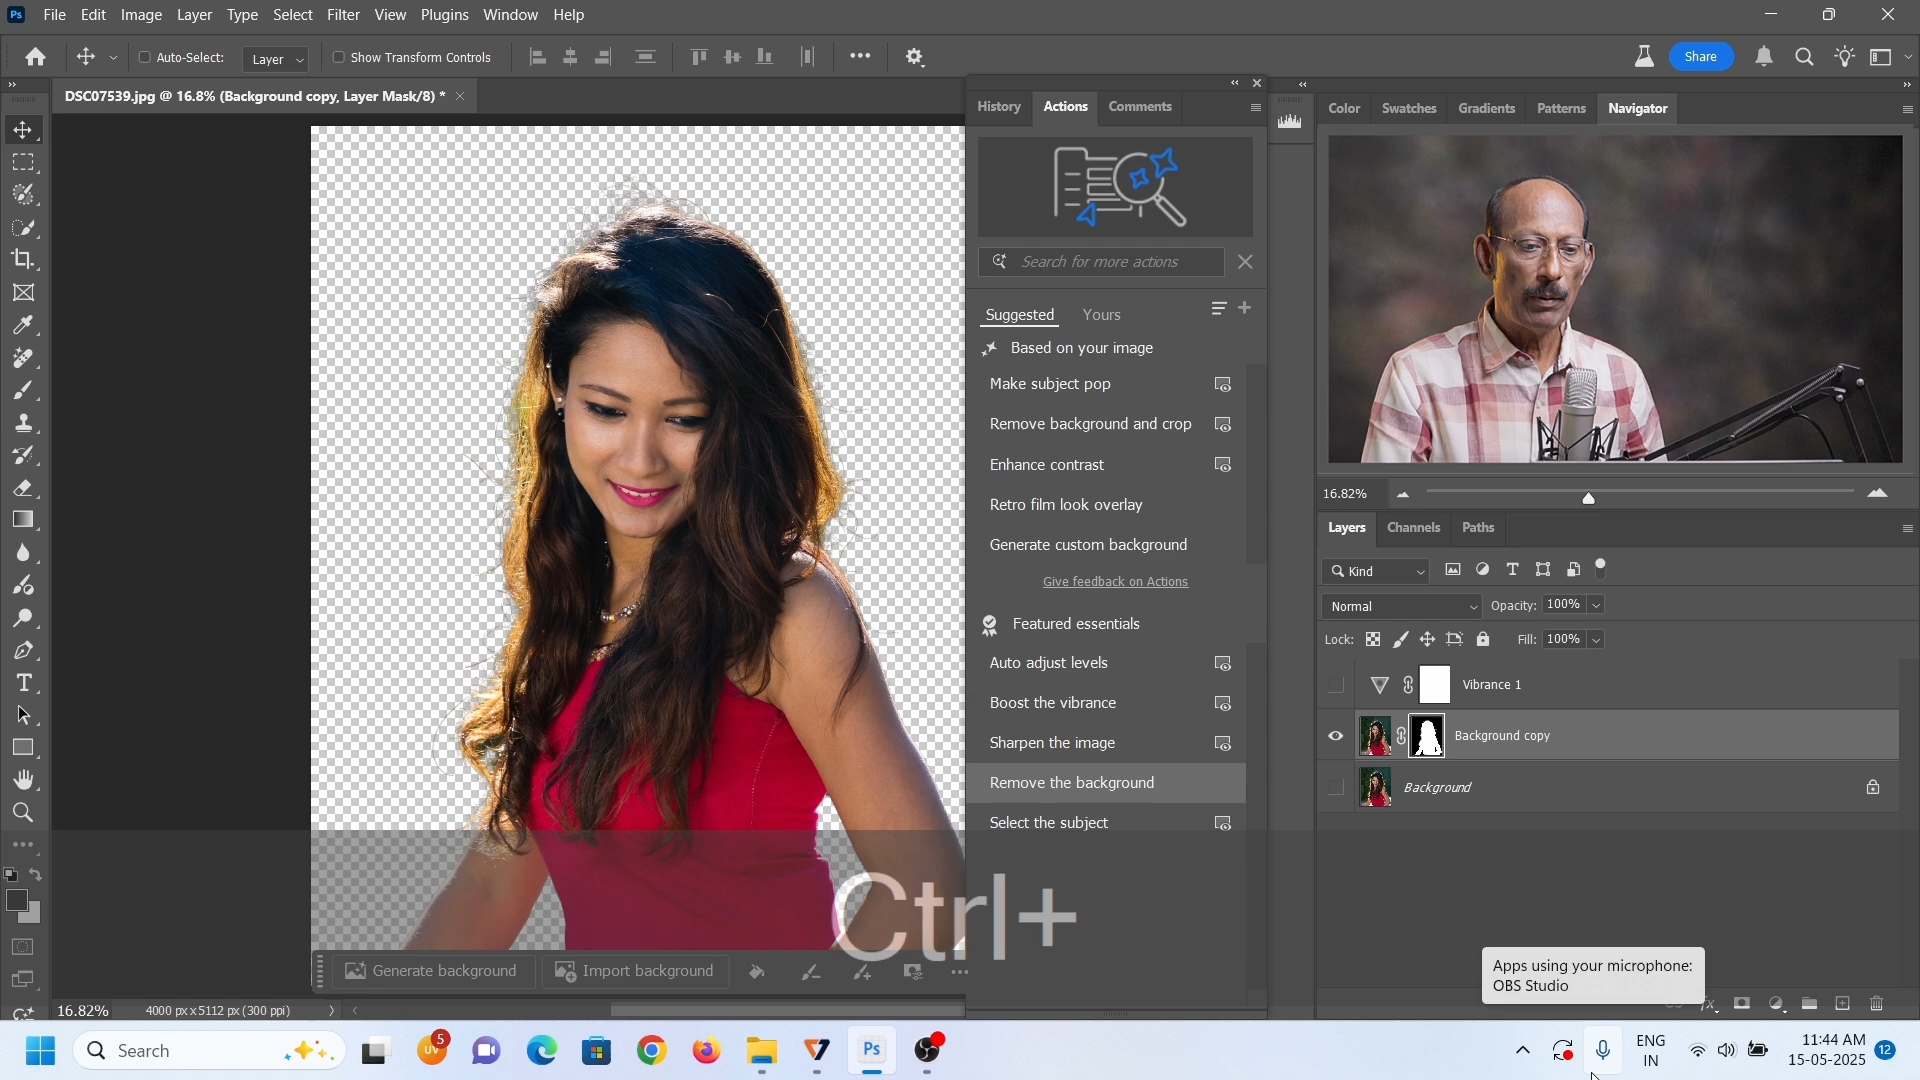 Ps File Edit Image Layer Type Select Filter View Plugins Window Help
Auto-Select: Layer Show Transform Controls Share
DSC07539.jpg @ 16.8% (Background copy, Layer Mask/8) *
History Actions Comments
Color Swatches Gradients Patterns Navigator
Search for more actions
Suggested Yours
Based on your image
Make subject pop
Remove background and crop
Enhance contrast
Retro film look overlay
Generate custom background
Give feedback on Actions
Featured essentials
Auto adjust levels
Boost the vibrance
Sharpen the image
Remove the background
Select the subject
16.82%
Layers Channels Paths
Kind
Normal Opacity: 100%
Lock: Fill: 100%
Vibrance 1
Background copy
Background
Ctrl+
Generate background Import background
Apps using your microphone:
OBS Studio
16.82% 4000 px x 5112 px (300 ppi)
Search
UV 5
Ps
ENG
IN
11:44 AM
15-05-2025
12